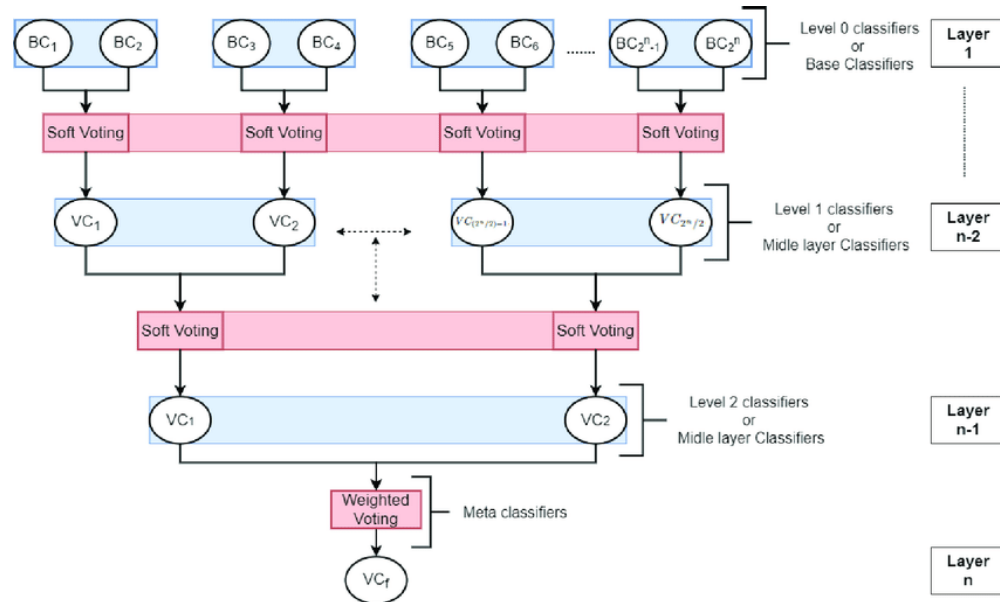 BC₁ BC₂ BC₃ BC₄ BC₅ BC₆ ........ BC₂ⁿ₋₁ BC₂ⁿ
Level 0 classifiers
or
Base Classifiers
Layer
1
Soft Voting Soft Voting Soft Voting Soft Voting
VC₁ VC₂ VC₍₂ⁿ/₂₎₋₁ VC₂ⁿ/₂
Level 1 classifiers
or
Midle layer Classifiers
Layer
n-2
Soft Voting Soft Voting
VC₁ VC₂
Level 2 classifiers
or
Midle layer Classifiers
Layer
n-1
Weighted
Voting
Meta classifiers
VC_f
Layer
n